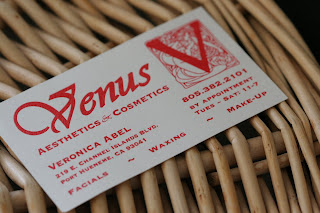 Venus
V
Aesthetics & Cosmetics
805.382.2101
by appointment
Tues - Sat: 11-7
Veronica Abel
319 E. Channel Islands Blvd.
Port Hueneme, CA 93041
Facials ~ Waxing ~ Make-up